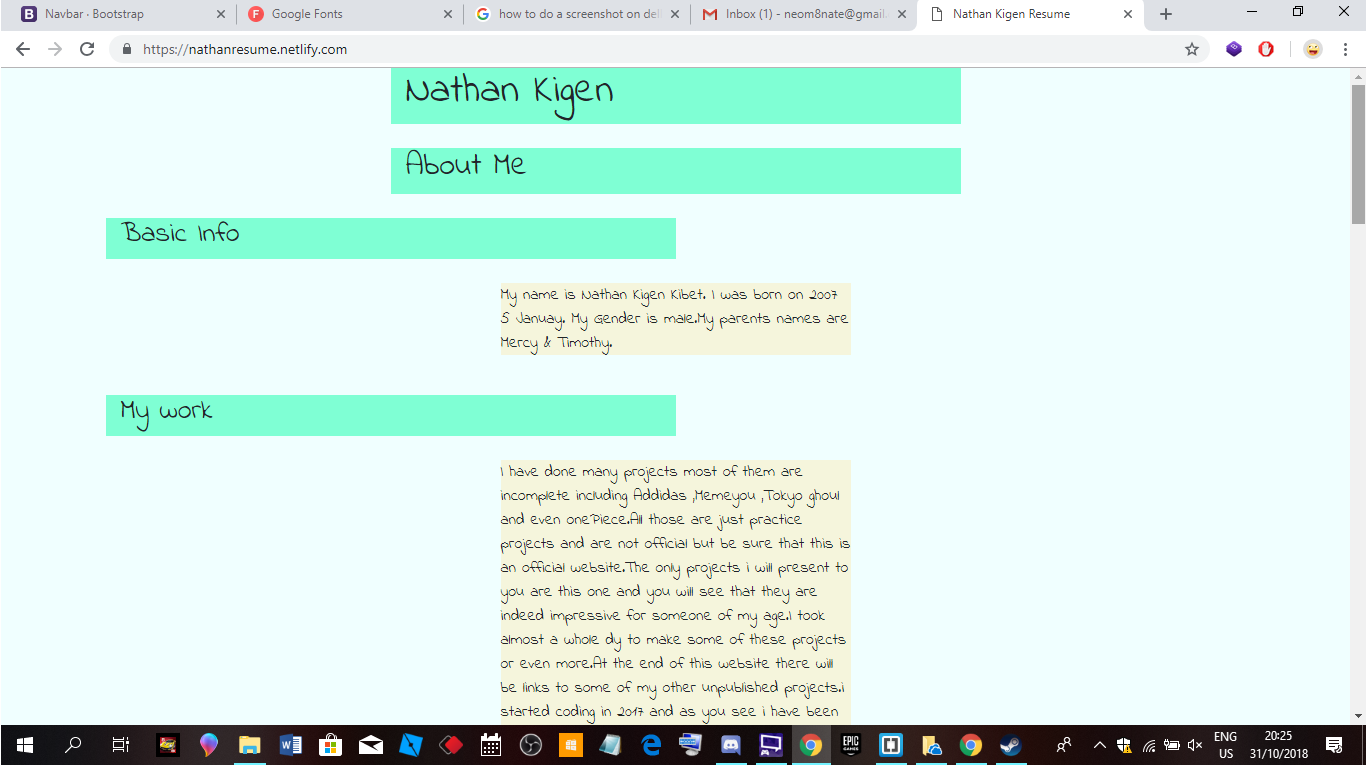 Navbar · Bootstrap
Google Fonts
how to do a screenshot on del
Inbox (1) - neom8nate@gmail.
Nathan Kigen Resume
https://nathanresume.netlify.com
Nathan Kigen
About Me
Basic Info
My name is Nathan Kigen Kibet. I was born on 2007
5 Januay. My Gender is male.My parents names are
Mercy & Timothy.
My work
I have done many projects most of them are
incomplete including Addidas ,Memeyou ,Tokyo ghoul
and even onePiece.All those are just practice
projects and are not official but be sure that this is
an official website.The only projects i will present to
you are this one and you will see that they are
indeed impressive for someone of my age.I took
almost a whole dy to make some of these projects
or even more.At the end of this website there will
be links to some of my other unpublished projects.i
started coding in 2017 and as you see i have been
EPIC
GAMES
ENG
US
20:25
31/10/2018